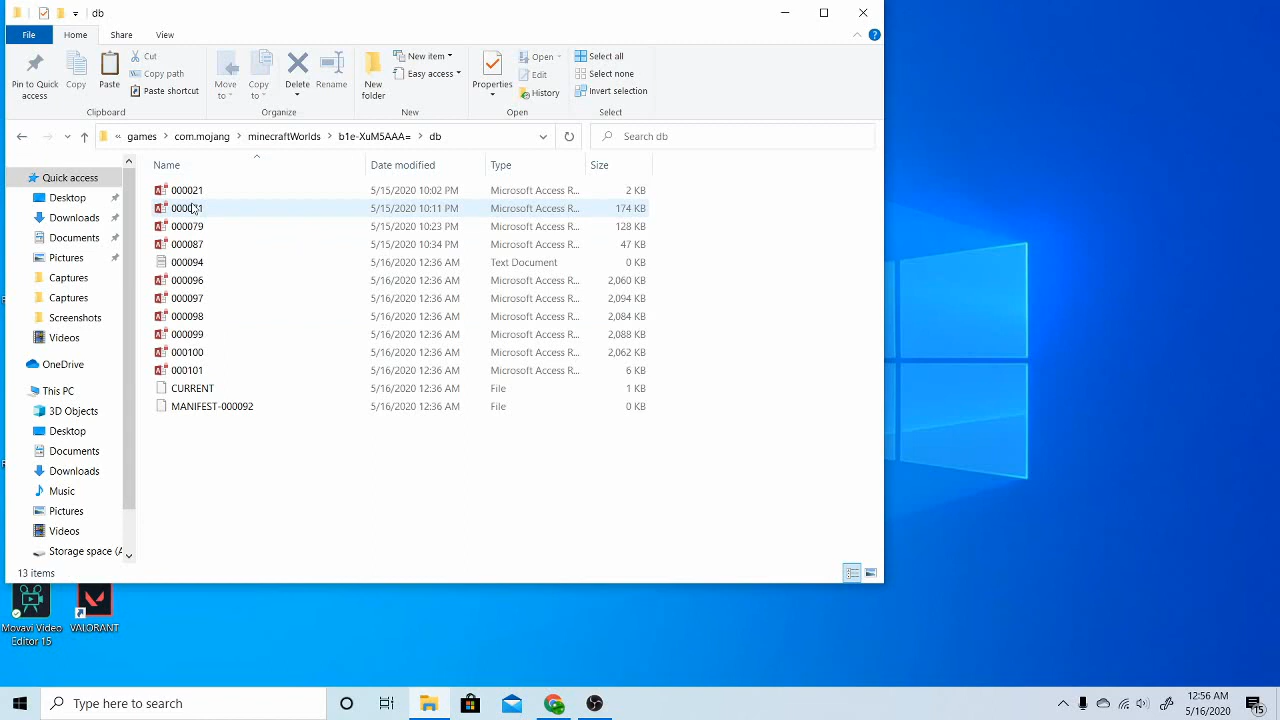 db
File Home Share View
Pin to Quick access
Copy
Paste
Cut
Copy path
Paste shortcut
Clipboard
Move to
Copy to
Delete
Rename
Organize
New folder
New item
Easy access
New
Properties
Open
Edit
History
Open
Select all
Select none
Invert selection
Select
« games > com.mojang > minecraftWorlds > b1e-XuM5AAA= > db
Search db
Name Date modified Type Size
000021 5/15/2020 10:02 PM Microsoft Access R... 2 KB
5/15/2020 10:11 PM Microsoft Access R... 174 KB
000079 5/15/2020 10:23 PM Microsoft Access R... 128 KB
000087 5/15/2020 10:34 PM Microsoft Access R... 47 KB
000094 5/16/2020 12:36 AM Text Document 0 KB
000096 5/16/2020 12:36 AM Microsoft Access R... 2,060 KB
000097 5/16/2020 12:36 AM Microsoft Access R... 2,094 KB
000098 5/16/2020 12:36 AM Microsoft Access R... 2,084 KB
000099 5/16/2020 12:36 AM Microsoft Access R... 2,088 KB
000100 5/16/2020 12:36 AM Microsoft Access R... 2,062 KB
000101 5/16/2020 12:36 AM Microsoft Access R... 6 KB
CURRENT 5/16/2020 12:36 AM File 1 KB
MANIFEST-000092 5/16/2020 12:36 AM File 0 KB
Quick access
Desktop
Downloads
Documents
Pictures
Captures
Captures
Screenshots
Videos
OneDrive
This PC
3D Objects
Desktop
Documents
Downloads
Music
Pictures
Videos
Storage space (A
13 items
Movavi Video Editor 15
VALORANT
Type here to search
12:56 AM
5/16/2020
15